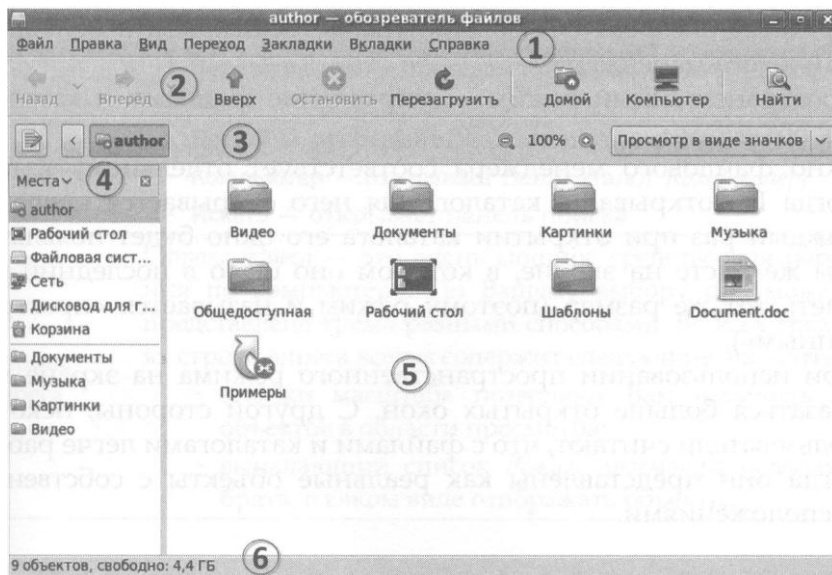 author — обозреватель файлов
Файл Правка Вид Переход Закладки Вкладки Справка 1
Назад Вперёд 2 Вверх Остановить Перезагрузить Домой Компьютер Найти
author 3 100% Просмотр в виде значков
Места 4
author
Рабочий стол
Файловая сист...
Сеть
Дисковод для г...
Корзина
Документы
Музыка
Картинки
Видео
Видео Документы Картинки Музыка
Общедоступная Рабочий стол Шаблоны Document.doc
Примеры 5
9 объектов, свободно: 4,4 ГБ 6